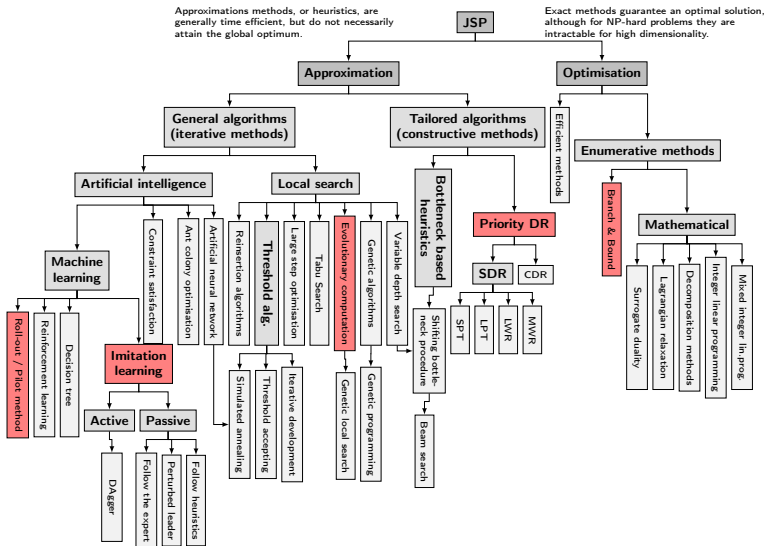 Approximations methods, or heuristics, are
generally time efficient, but do not necessarily
attain the global optimum.
JSP
Exact methods guarantee an optimal solution,
although for NP-hard problems they are
intractable for high dimensionality.
Approximation
Optimisation
General algorithms
(iterative methods)
Tailored algorithms
(constructive methods)
Efficient methods
Enumerative methods
Artificial intelligence
Local search
Bottleneck based
heuristics
Priority DR
Branch & Bound
Mathematical
Machine
learning
Constraint satisfaction
Ant colony optimisation
Artificial neural network
Reinsertion algorithms
Threshold alg.
Large step optimisation
Tabu Search
Evolutionary computation
Genetic algorithms
Variable depth search
SDR
CDR
Surrogate duality
Lagrangian relaxation
Decomposition methods
Integer linear programming
Mixed integer lin.prog.
Roll-out /
Pilot method
Reinforcement learning
Decision tree
Imitation
learning
Simulated annealing
Threshold accepting
Iterative development
Genetic local search
Genetic programming
Shifting bottle-
neck procedure
SPT
LPT
LWR
MWR
Active
Passive
Beam search
DAgger
Follow the expert
Perturbed leader
Follow heuristics